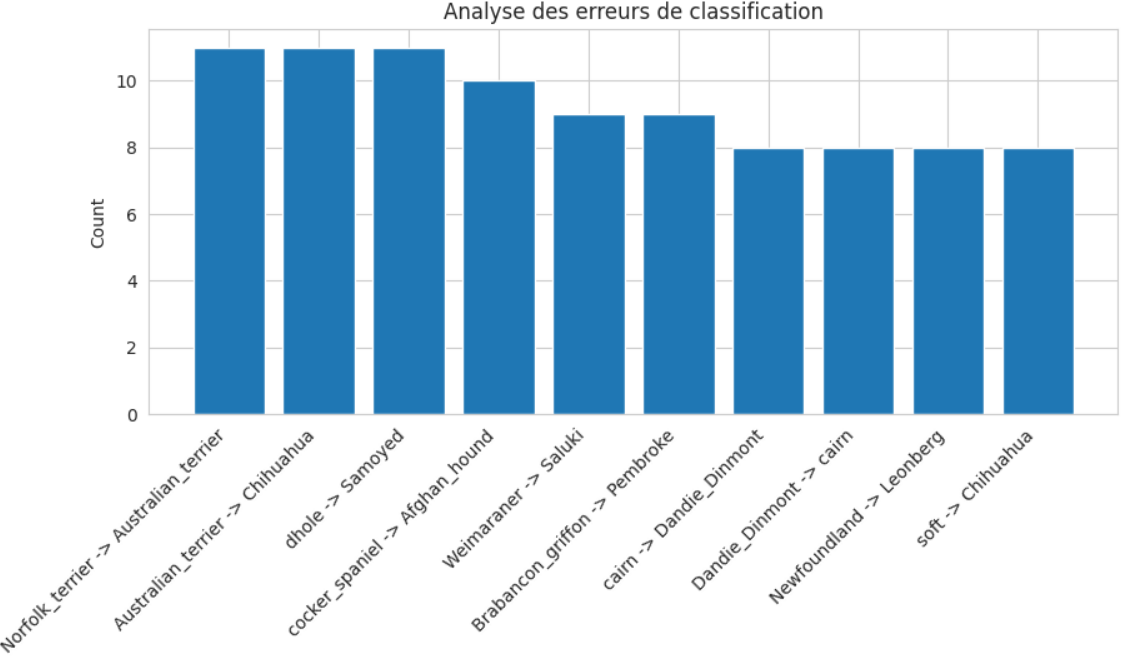 Analyse des erreurs de classification
10
8
6
4
2
0
Count
Norfolk_terrier -> Australian_terrier
Australian_terrier -> Chihuahua
dhole -> Samoyed
cocker_spaniel -> Afghan_hound
Weimaraner -> Saluki
Brabancon_griffon -> Pembroke
cairn -> Dandie_Dinmont
Dandie_Dinmont -> cairn
Newfoundland -> Leonberg
soft -> Chihuahua